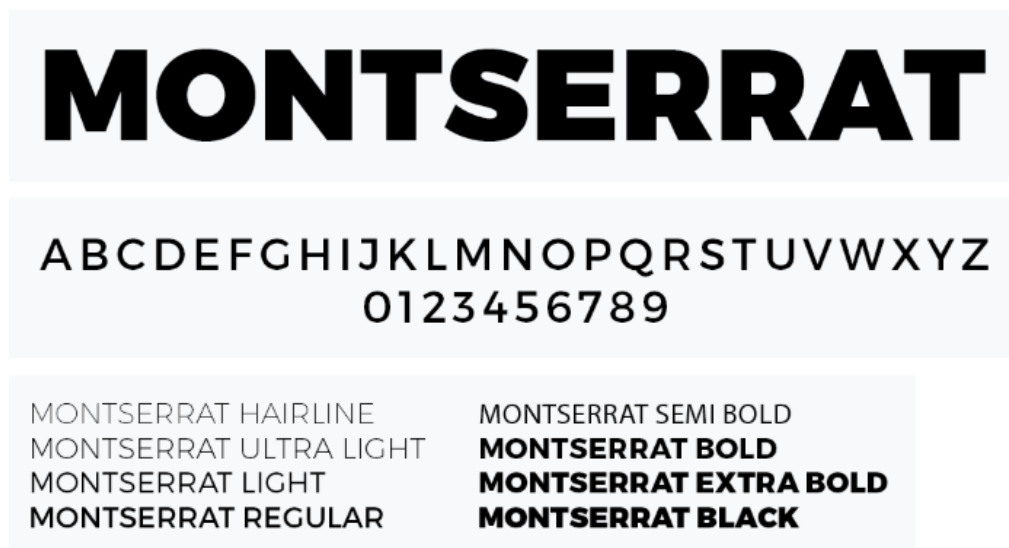 MONTSERRAT
ABCDEFGHIJKLMNOPQRSTUVWXYZ
0123456789
MONTSERRAT HAIRLINE
MONTSERRAT ULTRA LIGHT
MONTSERRAT LIGHT
MONTSERRAT REGULAR
MONTSERRAT SEMI BOLD
MONTSERRAT BOLD
MONTSERRAT EXTRA BOLD
MONTSERRAT BLACK